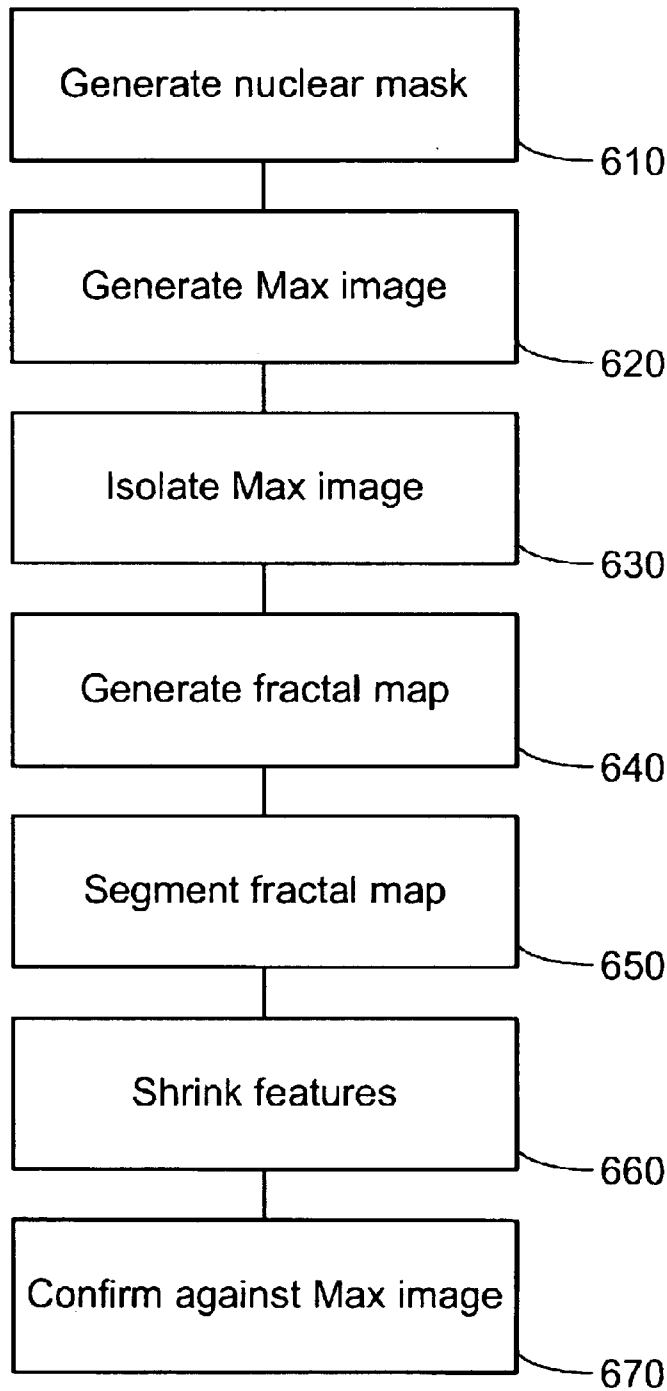 Generate nuclear mask
610
Generate Max image
620
Isolate Max image
630
Generate fractal map
640
Segment fractal map
650
Shrink features
660
Confirm against Max image
670